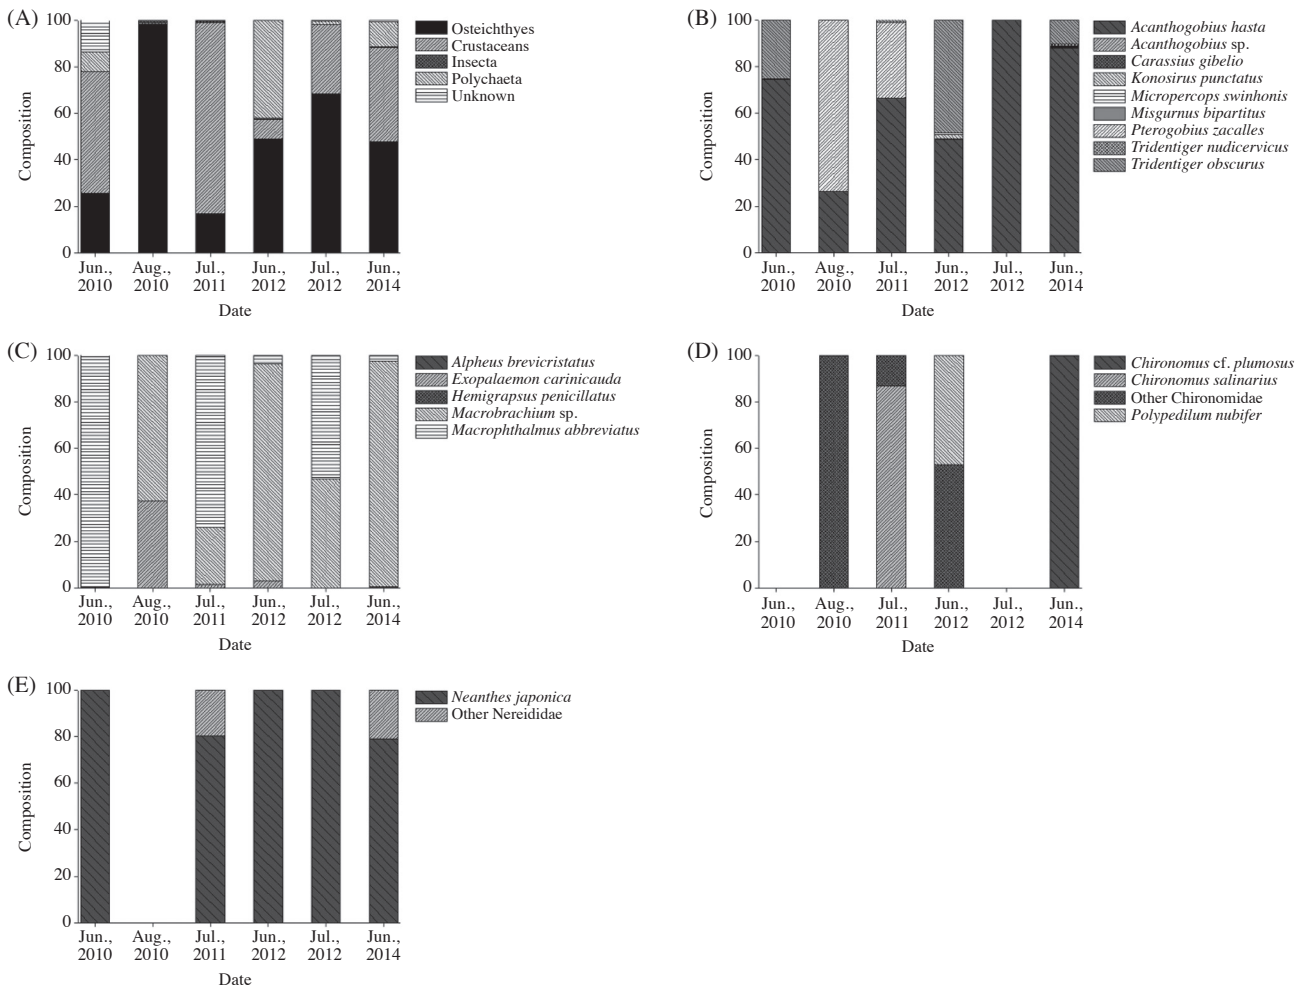 (A)
100
80
60
40
20
0
Composition
Jun., Aug., Jul., Jun., Jul., Jun.,
2010 2010 2011 2012 2012 2014
Date
Osteichthyes
Crustaceans
Insecta
Polychaeta
Unknown
(B)
100
80
60
40
20
0
Composition
Jun., Aug., Jul., Jun., Jul., Jun.,
2010 2010 2011 2012 2012 2014
Date
Acanthogobius hasta
Acanthogobius sp.
Carassius gibelio
Konosirus punctatus
Micropercops swinhonis
Misgurnus bipartitus
Pterogobius zacalles
Tridentiger nudicervicus
Tridentiger obscurus
(C)
100
80
60
40
20
0
Composition
Jun., Aug., Jul., Jun., Jul., Jun.,
2010 2010 2011 2012 2012 2014
Date
Alpheus brevicristatus
Exopalaemon carinicauda
Hemigrapsus penicillatus
Macrobrachium sp.
Macrophthalmus abbreviatus
(D)
100
80
60
40
20
0
Composition
Jun., Aug., Jul., Jun., Jul., Jun.,
2010 2010 2011 2012 2012 2014
Date
Chironomus cf. plumosus
Chironomus salinarius
Other Chironomidae
Polypedilum nubifer
(E)
100
80
60
40
20
0
Composition
Jun., Aug., Jul., Jun., Jul., Jun.,
2010 2010 2011 2012 2012 2014
Date
Neanthes japonica
Other Nereididae